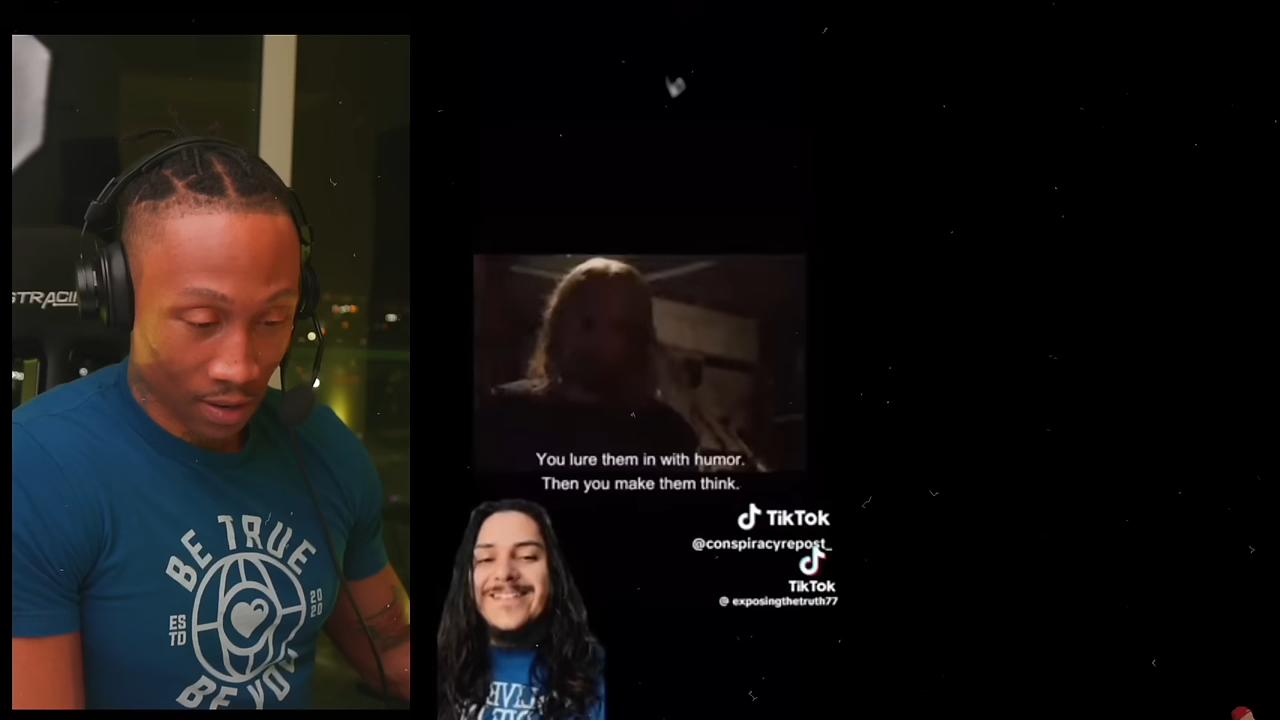 STRACI
BE TRUE
ES
TD
20
20
BE YOU
You lure them in with humor.
Then you make them think.
TikTok
@conspiracyrepost_
TikTok
@ exposingthetruth77